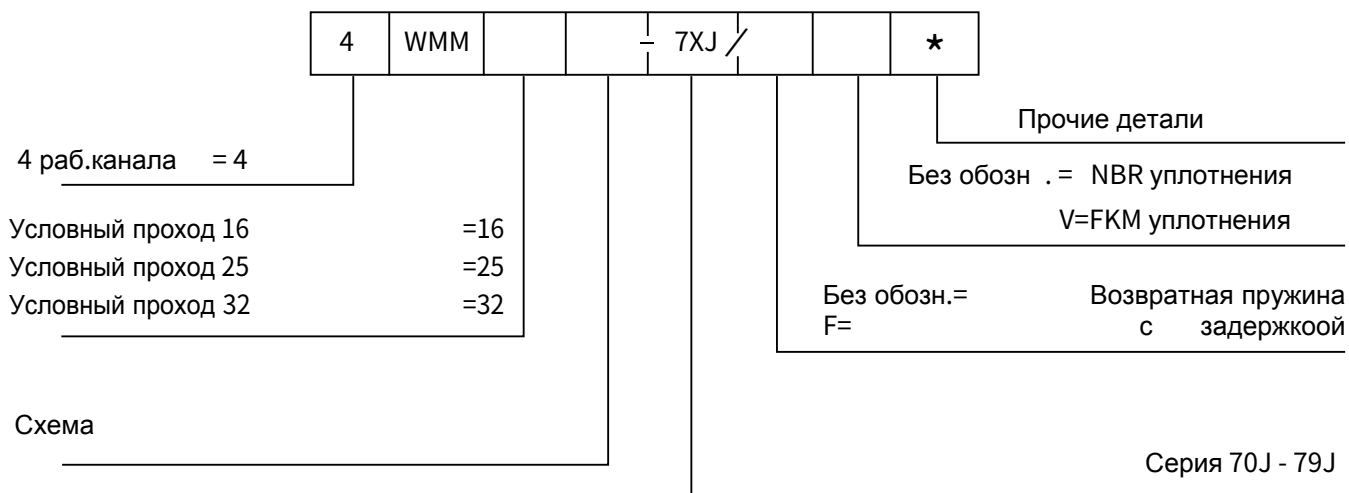 4 WMM - 7XJ / *
Прочие детали
4 раб.канала = 4
Без обозн . = NBR уплотнения
V=FKM уплотнения
Условный проход 16 =16
Условный проход 25 =25
Условный проход 32 =32
Без обозн.= Возвратная пружина
F= с задержкоой
Схема
Серия 70J - 79J